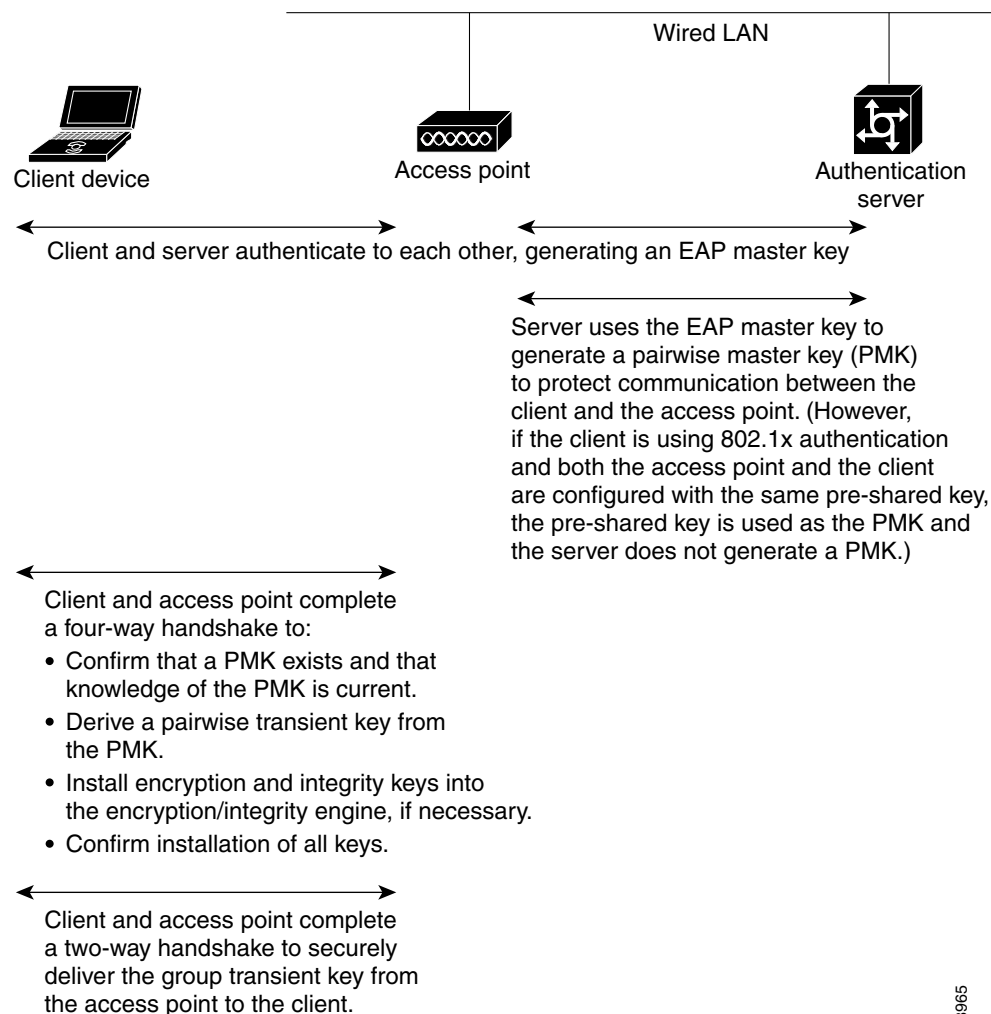 Wired LAN
Client device
Access point
Authentication
server
Client and server authenticate to each other, generating an EAP master key
Server uses the EAP master key to
generate a pairwise master key (PMK)
to protect communication between the
client and the access point. (However,
if the client is using 802.1x authentication
and both the access point and the client
are configured with the same pre-shared key,
the pre-shared key is used as the PMK and
the server does not generate a PMK.)
Client and access point complete
a four-way handshake to:
• Confirm that a PMK exists and that
knowledge of the PMK is current.
• Derive a pairwise transient key from
the PMK.
• Install encryption and integrity keys into
the encryption/integrity engine, if necessary.
• Confirm installation of all keys.
Client and access point complete
a two-way handshake to securely
deliver the group transient key from
the access point to the client.